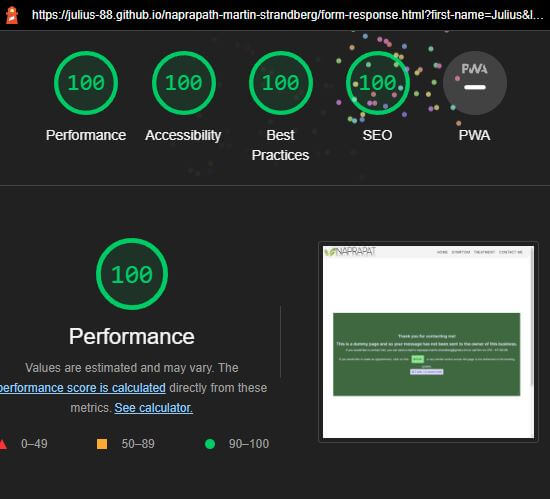 https://julius-88.github.io/naprapath-martin-strandberg/form-response.html?first-name=Julius&l...
100 100 100 100 PWA
Performance Accessibility Best Practices SEO PWA
100
Performance
Values are estimated and may vary. The
performance score is calculated directly from these
metrics. See calculator.
0–49 50–89 90–100
NAPRAPAT
HOME SYMPTOM TREATMENT CONTACT ME
Thank you for contacting me!
This is a dummy page and so your message has not been sent to the owner of this business.